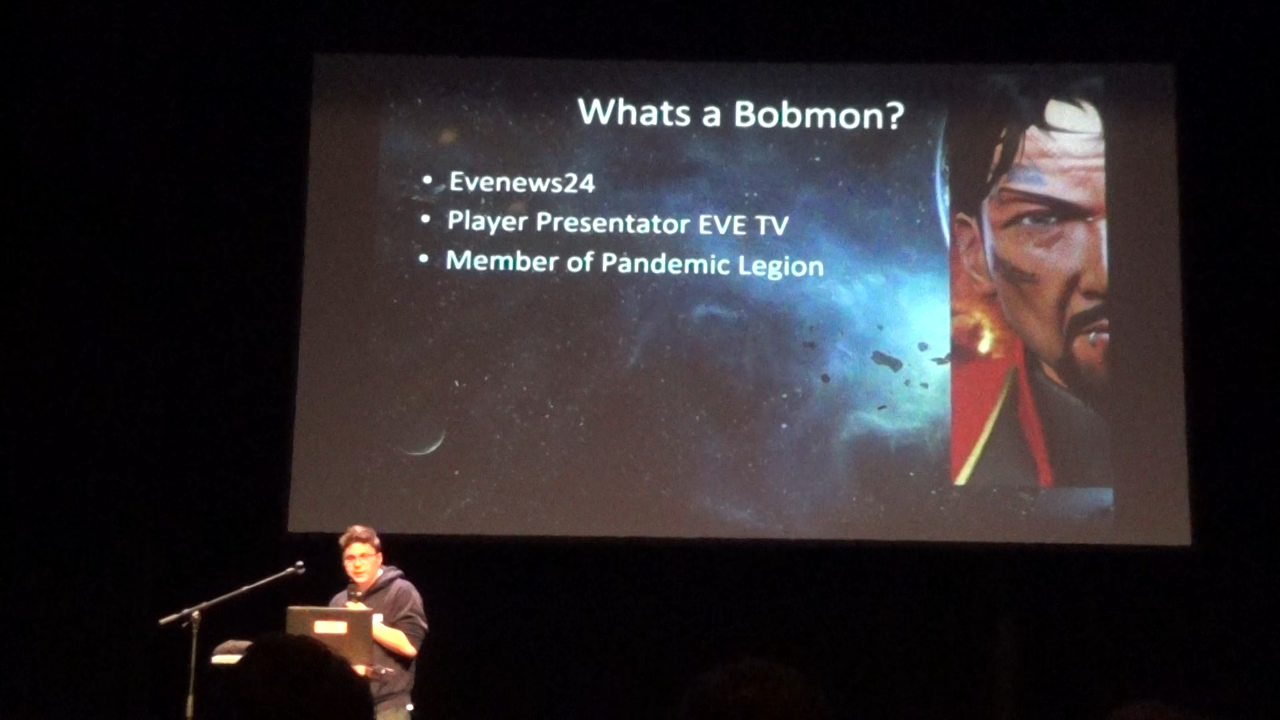 Whats a Bobmon?
• Evenews24
• Player Presentator EVE TV
• Member of Pandemic Legion